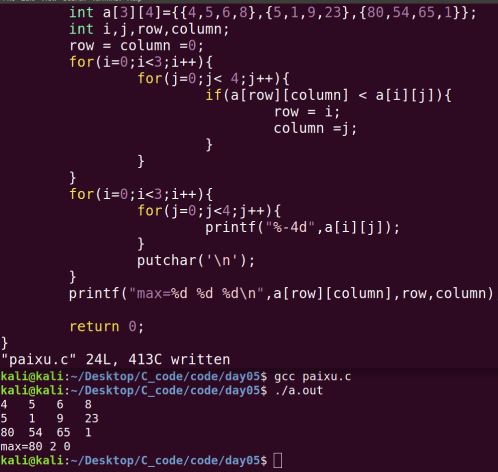 int a[3][4]={{4,5,6,8},{5,1,9,23},{80,54,65,1}};
int i,j,row,column;
row = column =0;
for(i=0;i<3;i++){
for(j=0;j< 4;j++){
if(a[row][column] < a[i][j]){
row = i;
column =j;
}
}
}
for(i=0;i<3;i++){
for(j=0;j<4;j++){
printf("%-4d",a[i][j]);
}
putchar('\n');
}
printf("max=%d %d %d\n",a[row][column],row,column)
return 0;
}
"paixu.c" 24L, 413C written
kali@kali:~/Desktop/C_code/code/day05$ gcc paixu.c
kali@kali:~/Desktop/C_code/code/day05$ ./a.out
4 5 6 8
5 1 9 23
80 54 65 1
max=80 2 0
kali@kali:~/Desktop/C_code/code/day05$